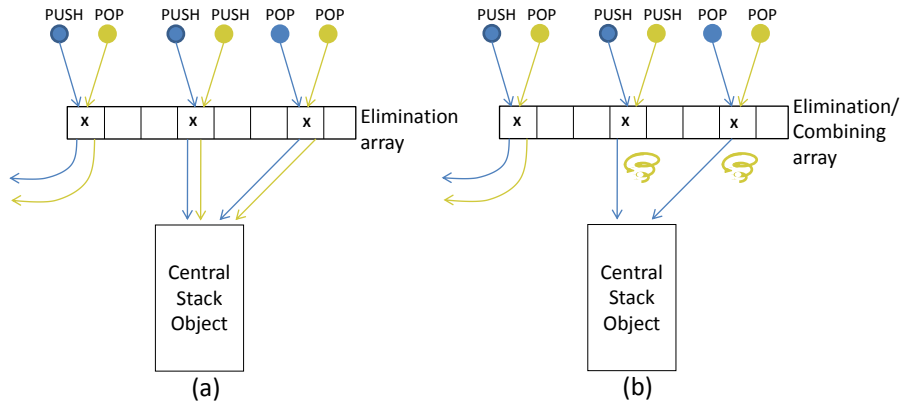 PUSH POP PUSH PUSH POP POP
x x x
Elimination
array
Central
Stack
Object
(a)
PUSH POP PUSH PUSH POP POP
x x x
Elimination/
Combining
array
Central
Stack
Object
(b)